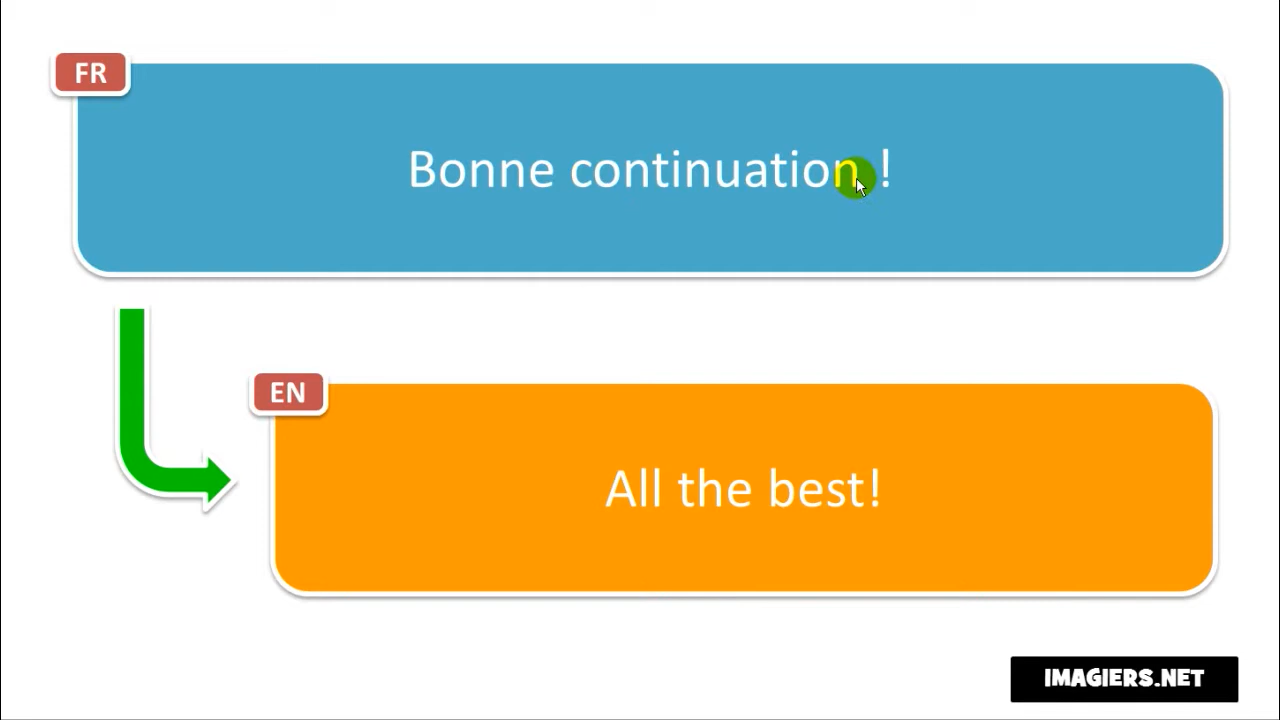 FR
Bonne continuation !
EN
All the best!
IMAGIERS.NET